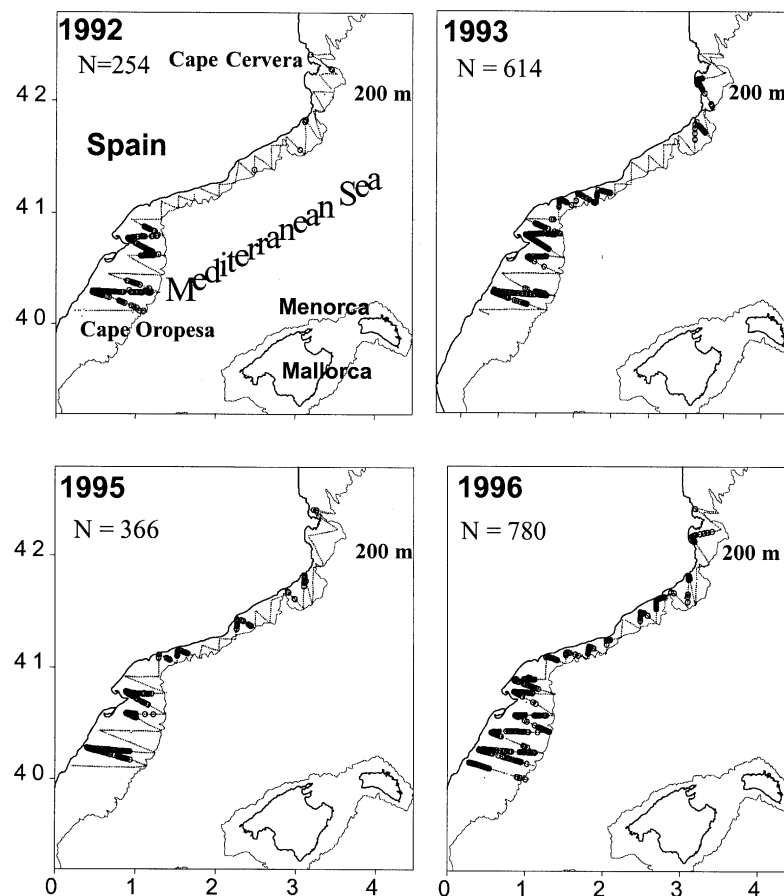 1992
N=254
Cape Cervera
200 m
42
Spain
Mediterranean Sea
41
40
Cape Oropesa
Menorca
Mallorca
1993
N = 614
200 m
1995
N = 366
42
200 m
41
40
0 1 2 3 4
1996
N = 780
200 m
0 1 2 3 4